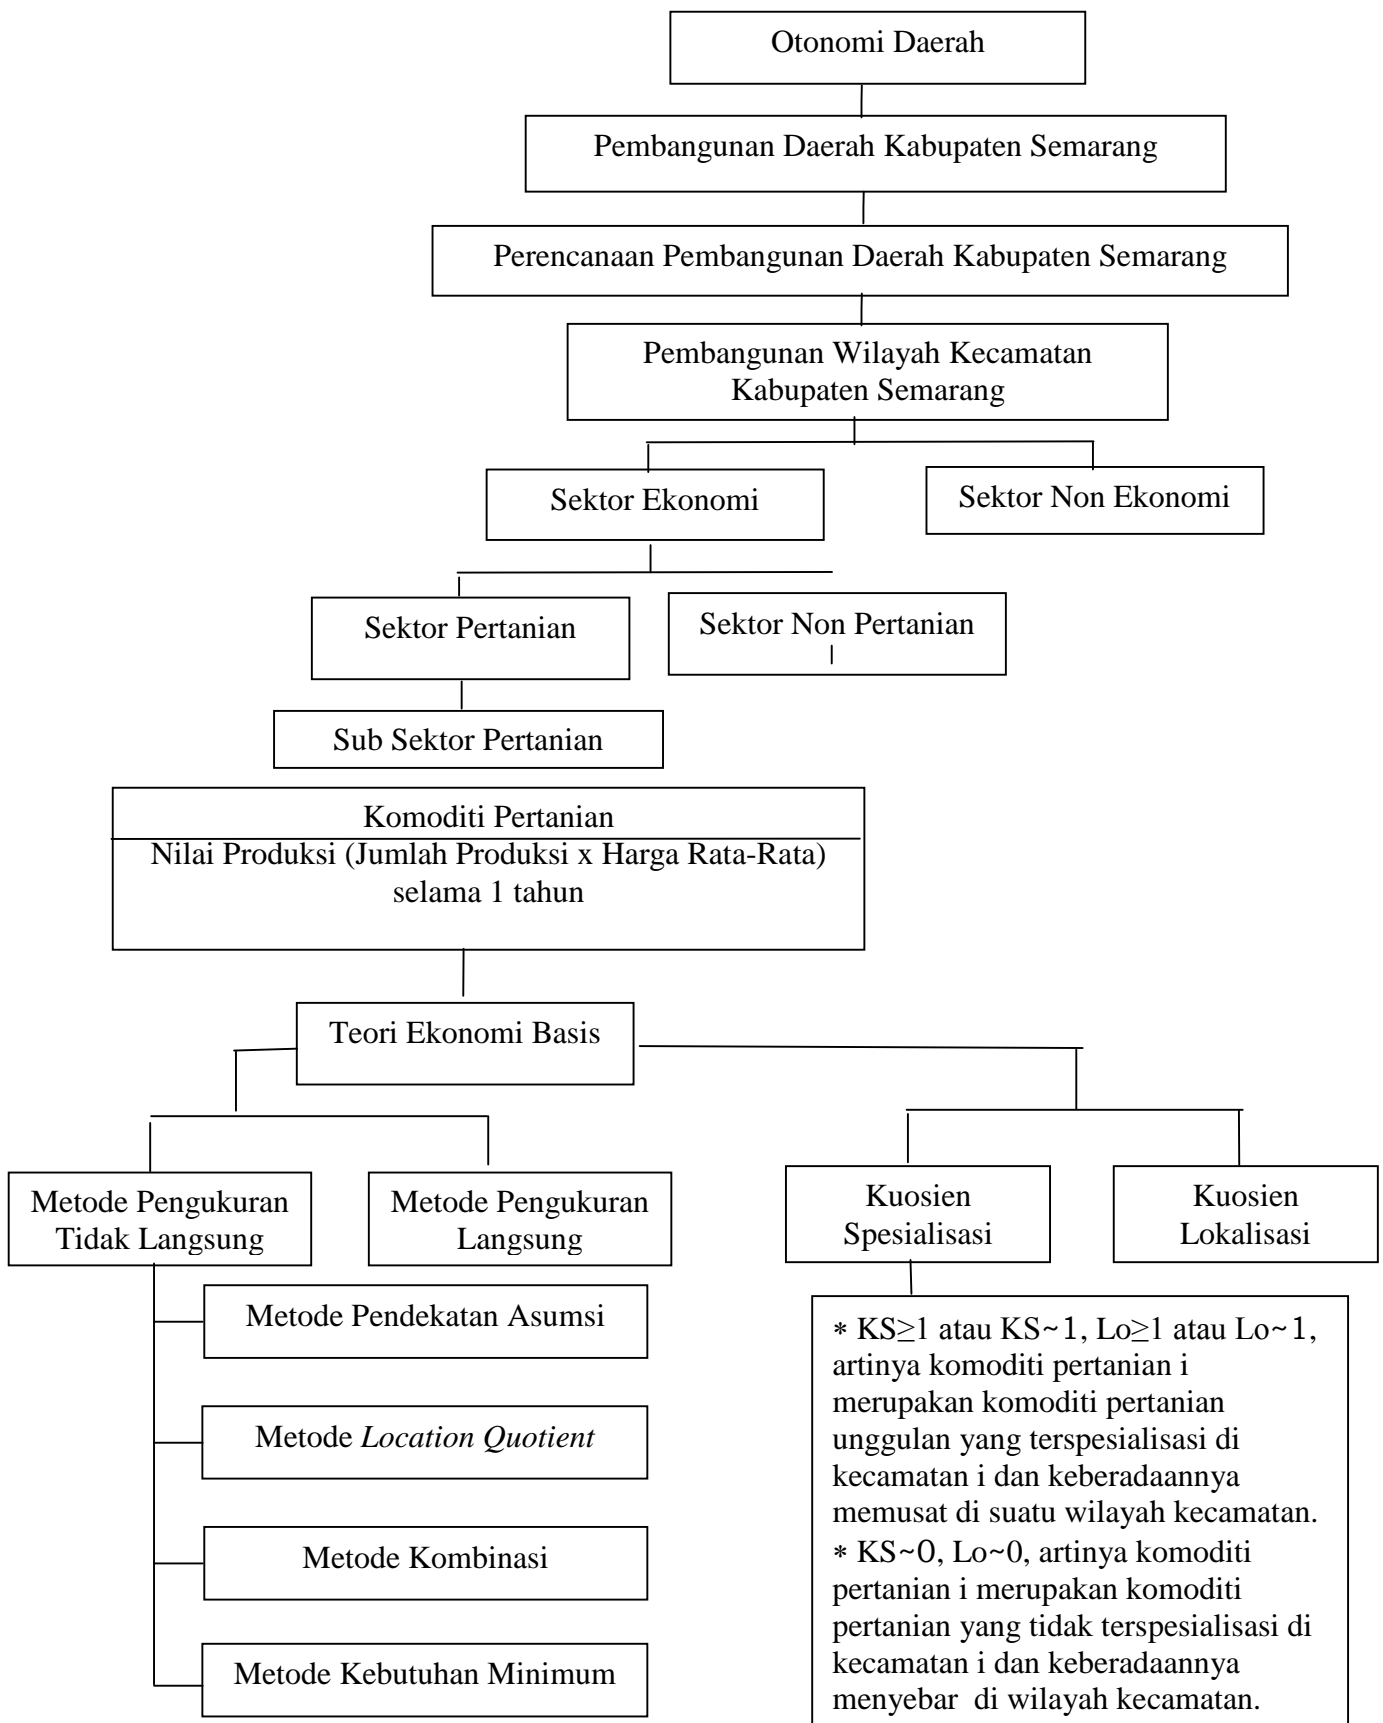 Otonomi Daerah
Pembangunan Daerah Kabupaten Semarang
Perencanaan Pembangunan Daerah Kabupaten Semarang
Pembangunan Wilayah Kecamatan
Kabupaten Semarang
Sektor Ekonomi
Sektor Non Ekonomi
Sektor Pertanian
Sektor Non Pertanian
Sub Sektor Pertanian
Komoditi Pertanian
Nilai Produksi (Jumlah Produksi x Harga Rata-Rata)
selama 1 tahun
Teori Ekonomi Basis
Metode Pengukuran
Tidak Langsung
Metode Pengukuran
Langsung
Kuosien
Spesialisasi
Kuosien
Lokalisasi
Metode Pendekatan Asumsi
Metode Location Quotient
Metode Kombinasi
Metode Kebutuhan Minimum
* KS≥1 atau KS~1, Lo≥1 atau Lo~1,
artinya komoditi pertanian i
merupakan komoditi pertanian
unggulan yang terspesialisasi di
kecamatan i dan keberadaannya
memusat di suatu wilayah kecamatan.
* KS~0, Lo~0, artinya komoditi
pertanian i merupakan komoditi
pertanian yang tidak terspesialisasi di
kecamatan i dan keberadaannya
menyebar di wilayah kecamatan.